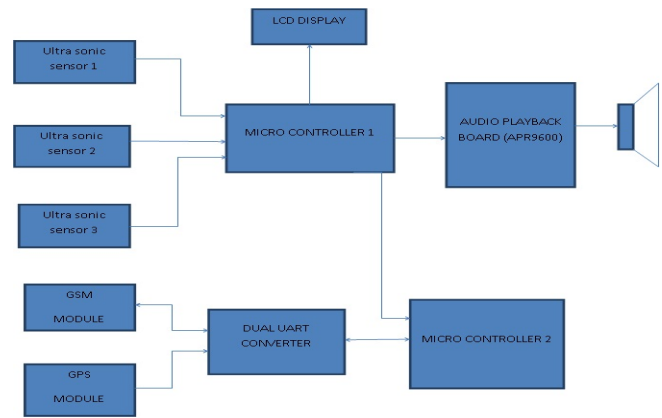 LCD DISPLAY
Ultra sonic
sensor 1
MICRO CONTROLLER 1
AUDIO PLAYBACK
BOARD (APR9600)
Ultra sonic
sensor 2
Ultra sonic
sensor 3
GSM
MODULE
DUAL UART
CONVERTER
MICRO CONTROLLER 2
GPS
MODULE